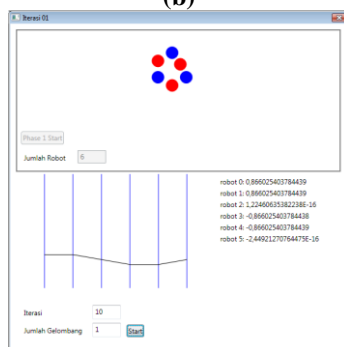 (b)
Iterasi 01
Phase 1 Start
Jumlah Robot 6
robot 0: 0,866025403784439
robot 1: 0,866025403784439
robot 2: 1,22460635382238E-16
robot 3: -0,866025403784438
robot 4: -0,866025403784439
robot 5: -2,44921270764475E-16
Iterasi 10
Jumlah Gelombang 1 Start